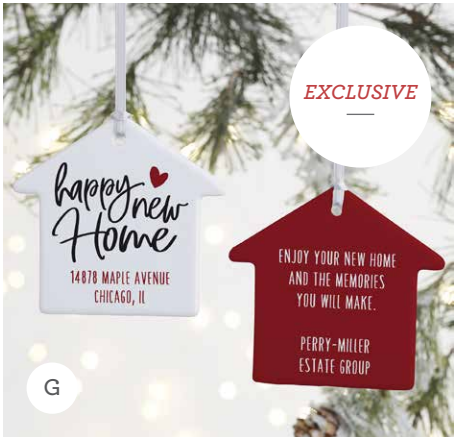 EXCLUSIVE
happy
new
Home
14878 MAPLE AVENUE
CHICAGO, IL
ENJOY YOUR NEW HOME
AND THE MEMORIES
YOU WILL MAKE.
PERRY-MILLER
ESTATE GROUP
G